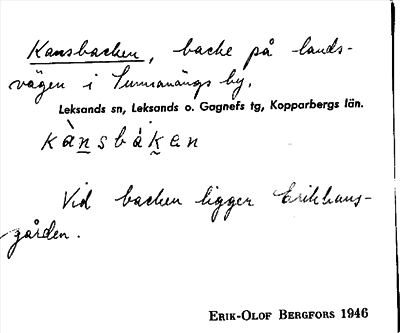 Kansbacken, backe på lands-
vägen i Sunnanängs by.
Leksands sn, Leksands o. Gagnefs tg, Kopparbergs län.
kànsbákan
Vid backen ligger Erikhans-
gården.
ERIK-OLOF BERGFORS 1946